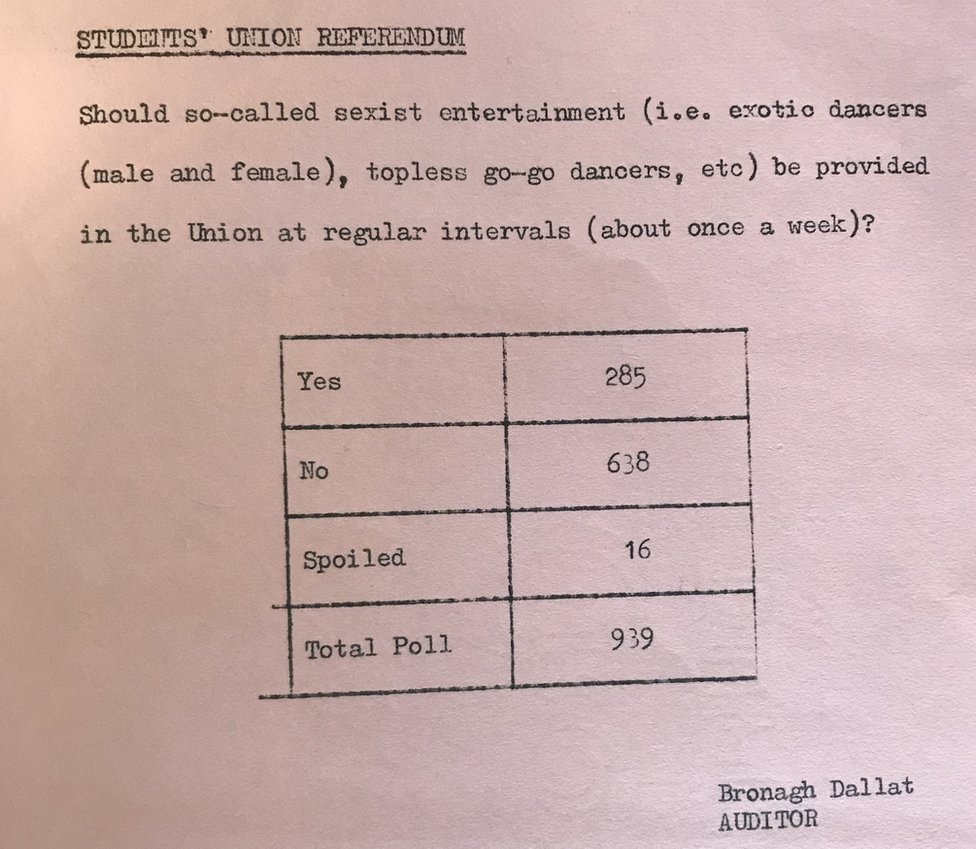 STUDENTS' UNION REFERENDUM
Should so-called sexist entertainment (i.e. exotic dancers
(male and female), topless go-go dancers, etc) be provided
in the Union at regular intervals (about once a week)?
Yes 285
No 638
Spoiled 16
Total Poll 939
Bronagh Dallat
AUDITOR